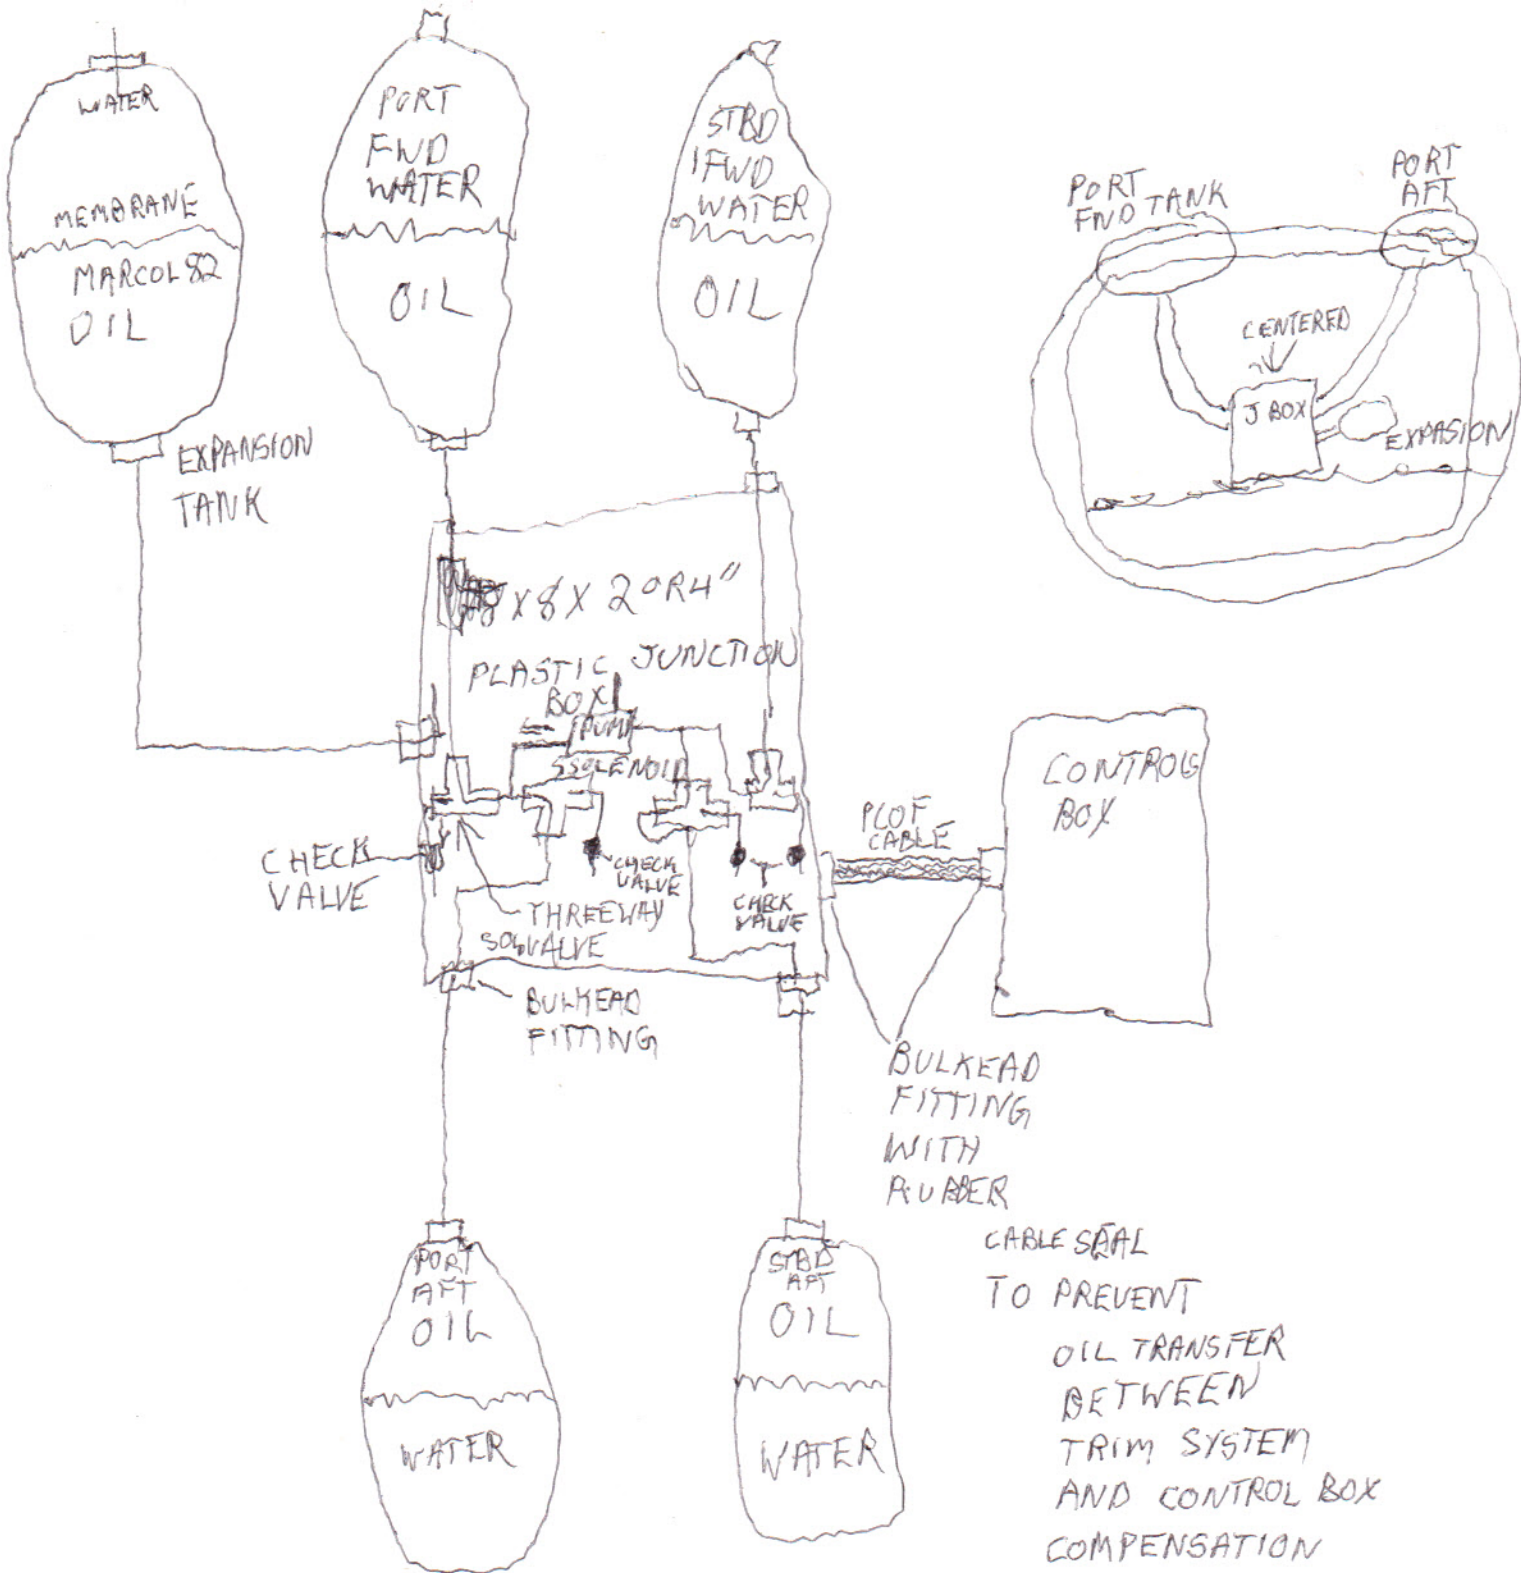 WATER
MEMBRANE
MARCOL 82
OIL
EXPANSION
TANK
PORT
FWD
WATER
OIL
STBD
FWD
WATER
OIL
PORT
FWD TANK
PORT
AFT
CENTERED
J BOX
EXPASION
8 X 8 X 2 OR 4"
PLASTIC JUNCTION
BOX
PUMP
SOLENOID
CHECK
VALVE
CHECK
VALVE
CHECK
VALVE
THREEWAY
SOL VALVE
BULKEAD
FITTING
PCOF
CABLE
CONTROLS
BOX
BULKEAD
FITTING
WITH
RUBBER
CABLE SEAL
TO PREVENT
OIL TRANSFER
BETWEEN
TRIM SYSTEM
AND CONTROL BOX
COMPENSATION
PORT
AFT
OIL
WATER
STBD
AFT
OIL
WATER